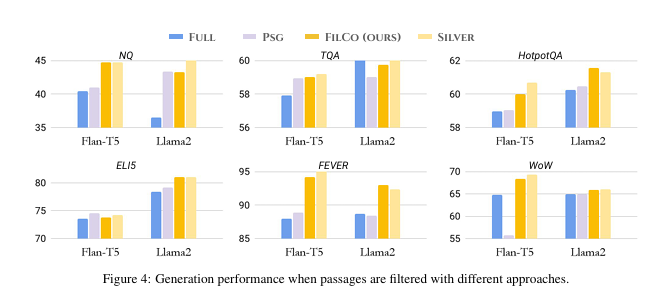 FULL PSG FILCO (OURS) SILVER
NQ TQA HotpotQA
45 60 62
40 58 60
35 56 58
Flan-T5 Llama2 Flan-T5 Llama2 Flan-T5 Llama2
ELI5 FEVER WoW
80 95 70
75 90 65
70 85 55
Flan-T5 Llama2 Flan-T5 Llama2 Flan-T5 Llama2
Figure 4: Generation performance when passages are filtered with different approaches.